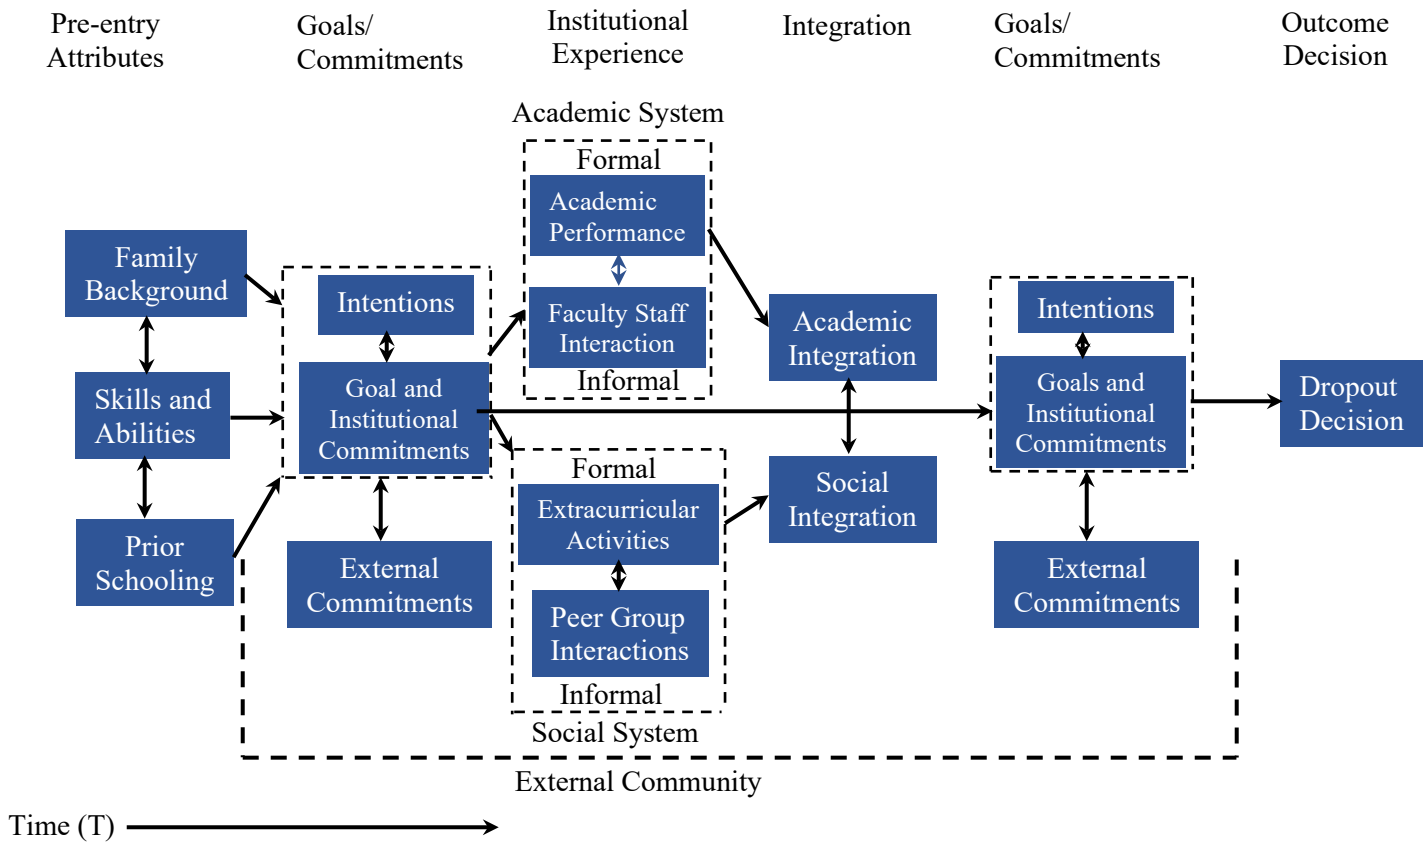 Pre-entry
Attributes
Goals/
Commitments
Institutional
Experience
Integration
Goals/
Commitments
Outcome
Decision
Academic System
Formal
Academic
Performance
Faculty Staff
Interaction
Informal
Family
Background
Skills and
Abilities
Prior
Schooling
Intentions
Goal and
Institutional
Commitments
External
Commitments
Formal
Extracurricular
Activities
Peer Group
Interactions
Informal
Social System
Academic
Integration
Social
Integration
Intentions
Goals and
Institutional
Commitments
External
Commitments
Dropout
Decision
External Community
Time (T)